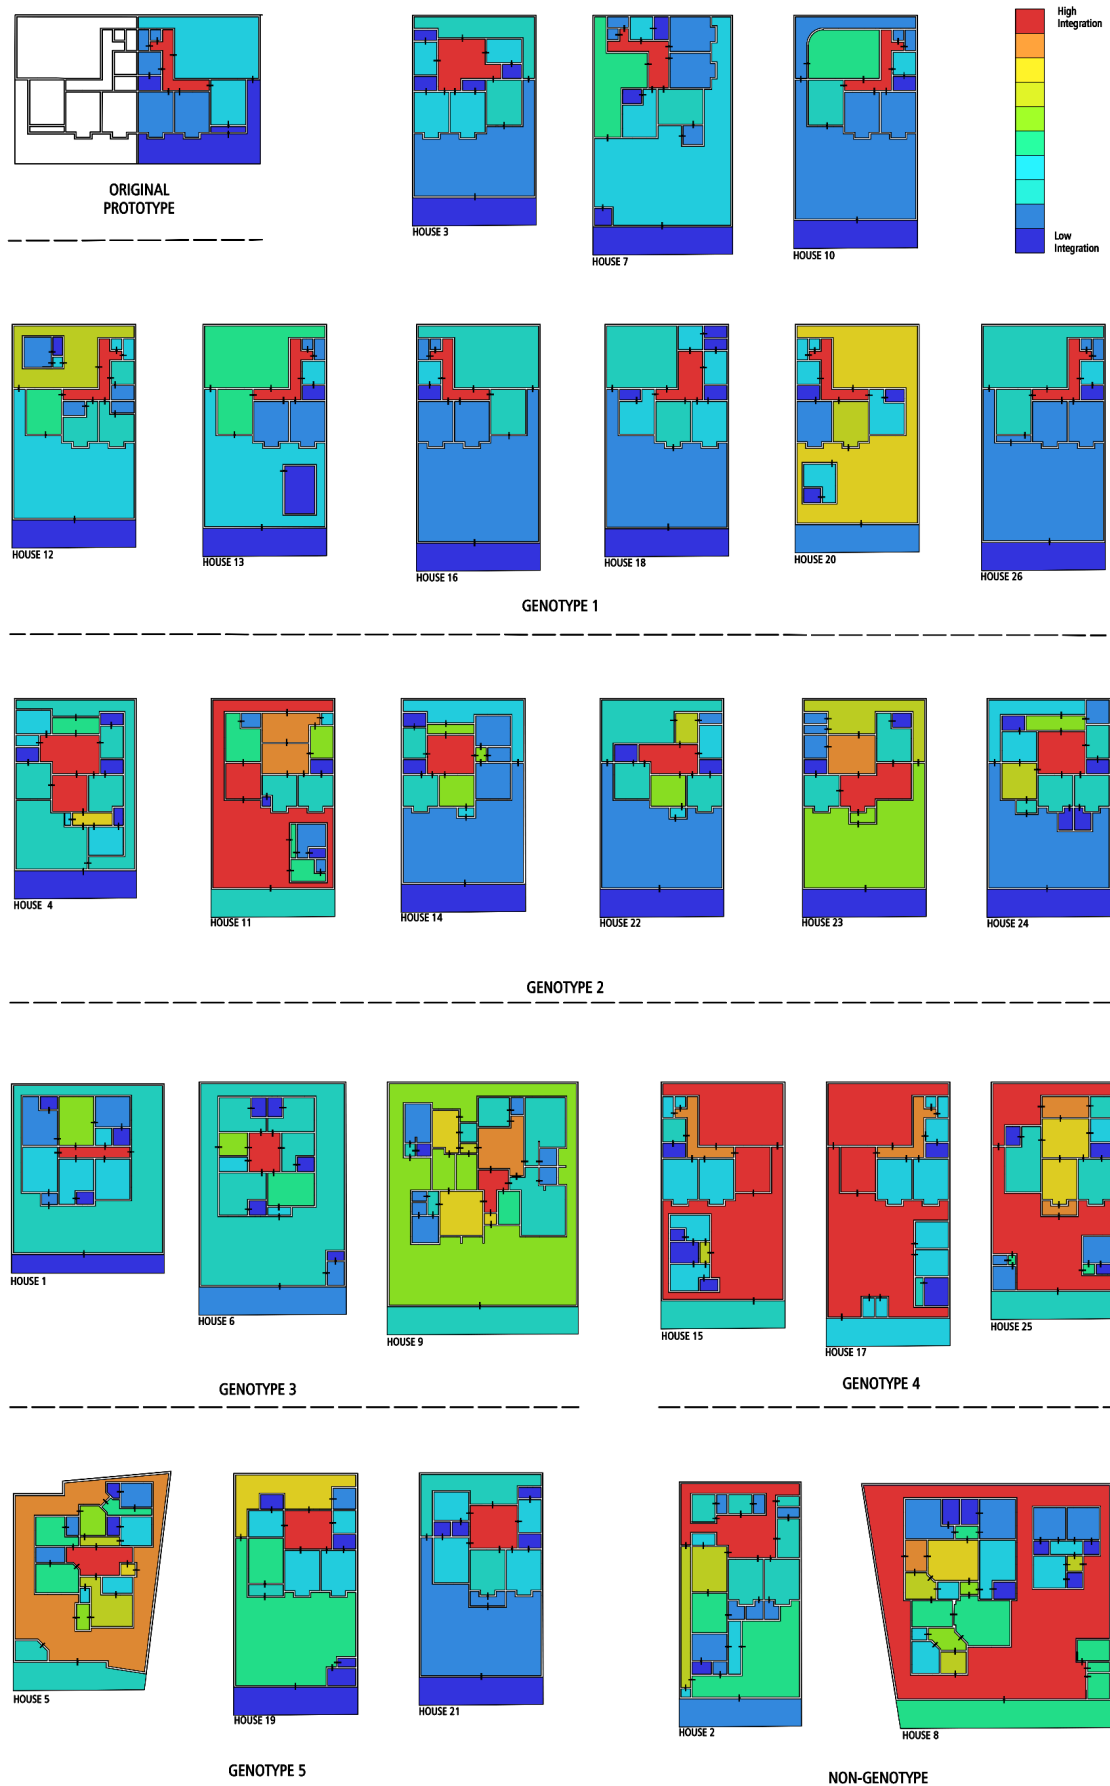 High
Integration
Low
Integration
ORIGINAL
PROTOTYPE
HOUSE 3
HOUSE 7
HOUSE 10
HOUSE 12
HOUSE 13
HOUSE 16
HOUSE 18
HOUSE 20
HOUSE 26
GENOTYPE 1
HOUSE 4
HOUSE 11
HOUSE 14
HOUSE 22
HOUSE 23
HOUSE 24
GENOTYPE 2
HOUSE 1
HOUSE 6
HOUSE 9
HOUSE 15
HOUSE 17
HOUSE 25
GENOTYPE 3
GENOTYPE 4
HOUSE 5
HOUSE 19
HOUSE 21
HOUSE 2
HOUSE 8
GENOTYPE 5
NON-GENOTYPE